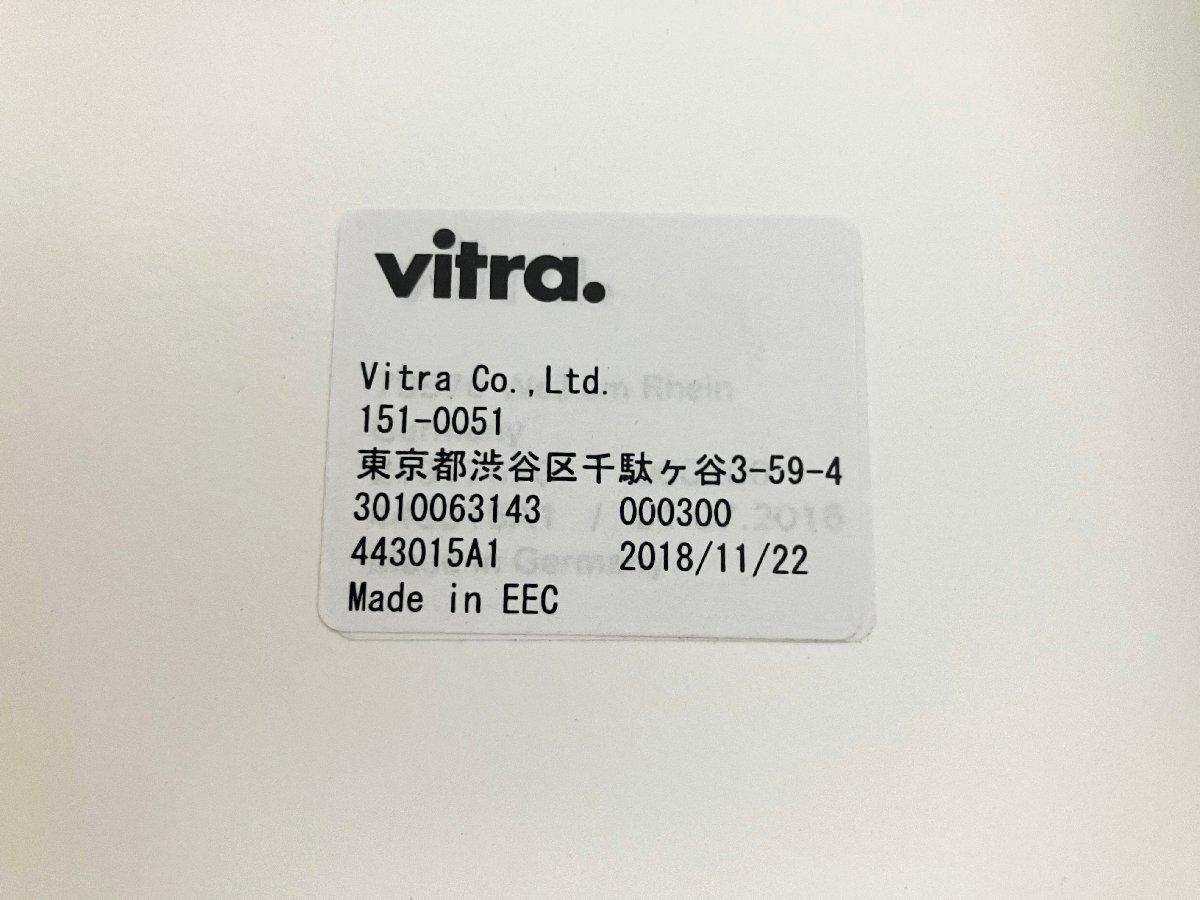 vitra.
Vitra Co.,Ltd.
151-0051
東京都渋谷区千駄ヶ谷3-59-4
3010063143 000300
443015A1 2018/11/22
Made in EEC